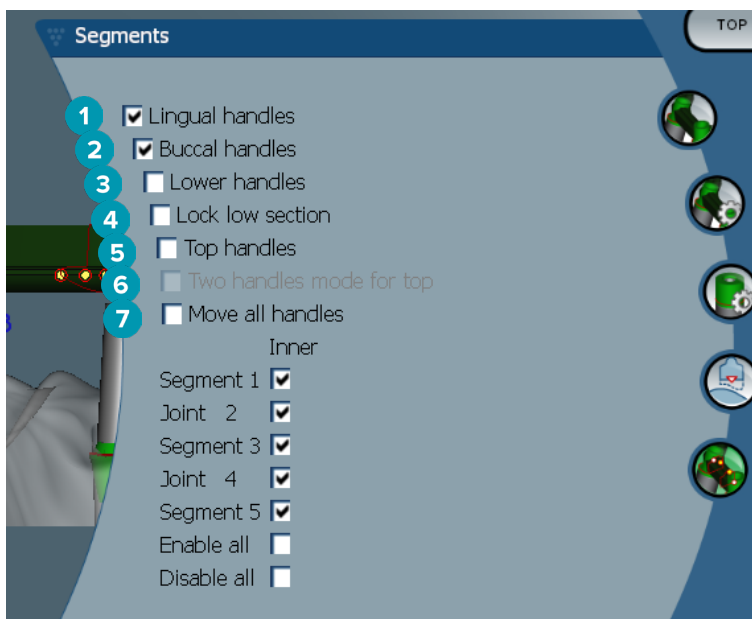 TOP
Segments
1 Lingual handles
2 Buccal handles
3 Lower handles
4 Lock low section
5 Top handles
6 Two handles mode for top
7 Move all handles
Inner
Segment 1
Joint 2
Segment 3
Joint 4
Segment 5
Enable all
Disable all